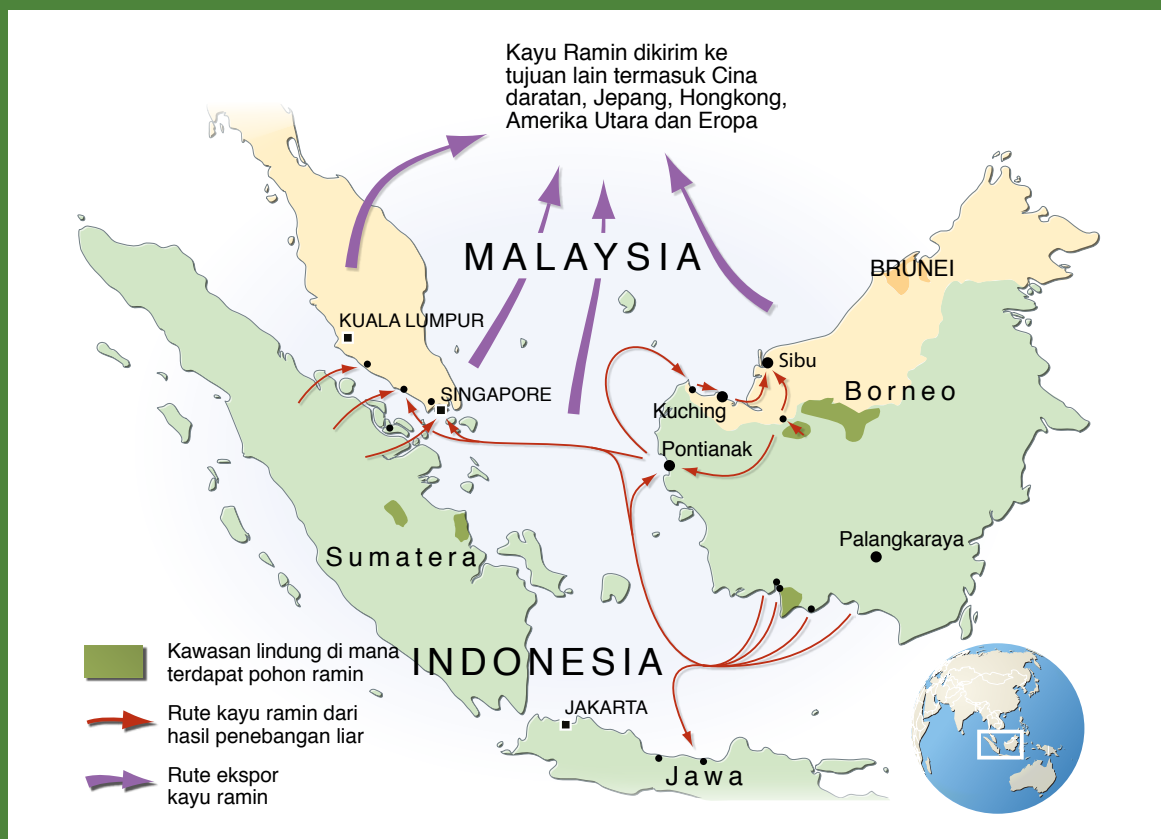 Kayu Ramin dikirim ke
tujuan lain termasuk Cina
daratan, Jepang, Hongkong,
Amerika Utara dan Eropa
MALAYSIA
BRUNEI
KUALA LUMPUR
Sibu
SINGAPORE
Borneo
Kuching
Pontianak
Palangkaraya
Sumatera
INDONESIA
JAKARTA
Jawa
Kawasan lindung di mana
terdapat pohon ramin
Rute kayu ramin dari
hasil penebangan liar
Rute ekspor
kayu ramin